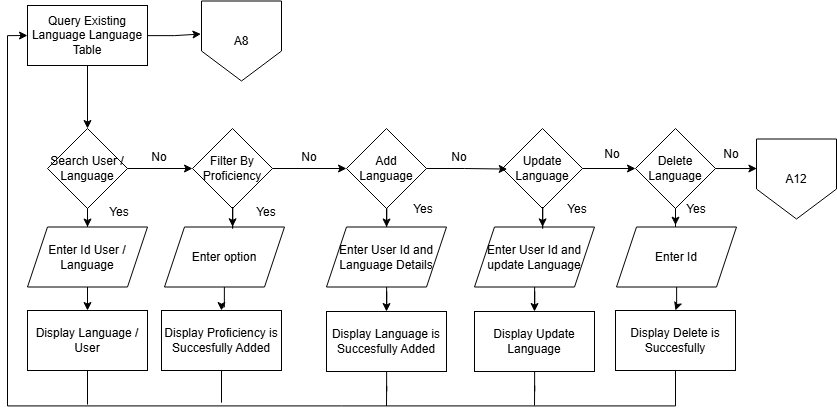 Query Existing
Language Language
Table
A8
Search User /
Language
No
Filter By
Proficiency
No
Add
Language
No
Update
Language
No
Delete
Language
No
A12
Yes
Yes
Yes
Yes
Yes
Enter Id User /
Language
Enter option
Enter User Id and
Language Details
Enter User Id and
update Language
Enter Id
Display Language /
User
Display Proficiency is
Succesfully Added
Display Language is
Succesfully Added
Display Update
Language
Display Delete is
Succesfully